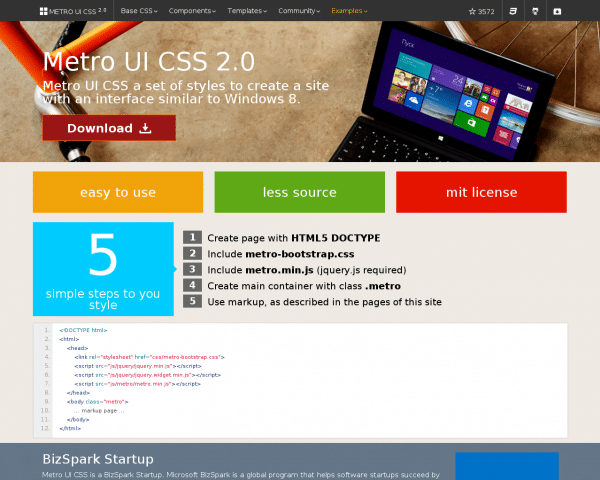 METRO UI CSS 2.0 Base CSS Components Templates Community Examples 3572
Metro UI CSS 2.0
Metro UI CSS a set of styles to create a site
with an interface similar to Windows 8.
Download
Пуск
easy to use
less source
mit license
5
simple steps to you
style
1 Create page with HTML5 DOCTYPE
2 Include metro-bootstrap.css
3 Include metro.min.js (jquery.js required)
4 Create main container with class .metro
5 Use markup, as described in the pages of this site
1. <!DOCTYPE html>
2. <html>
3. <head>
4. <link rel="stylesheet" href="css/metro-bootstrap.css">
5. <script src="js/jquery/jquery.min.js"></script>
6. <script src="js/jquery/jquery.widget.min.js"></script>
7. <script src="js/metro/metro.min.js"></script>
8. </head>
9. <body class="metro">
10. ... markup page ...
11. </body>
12. </html>
BizSpark Startup
Metro UI CSS is a BizSpark Startup. Microsoft BizSpark is a global program that helps software startups succeed by